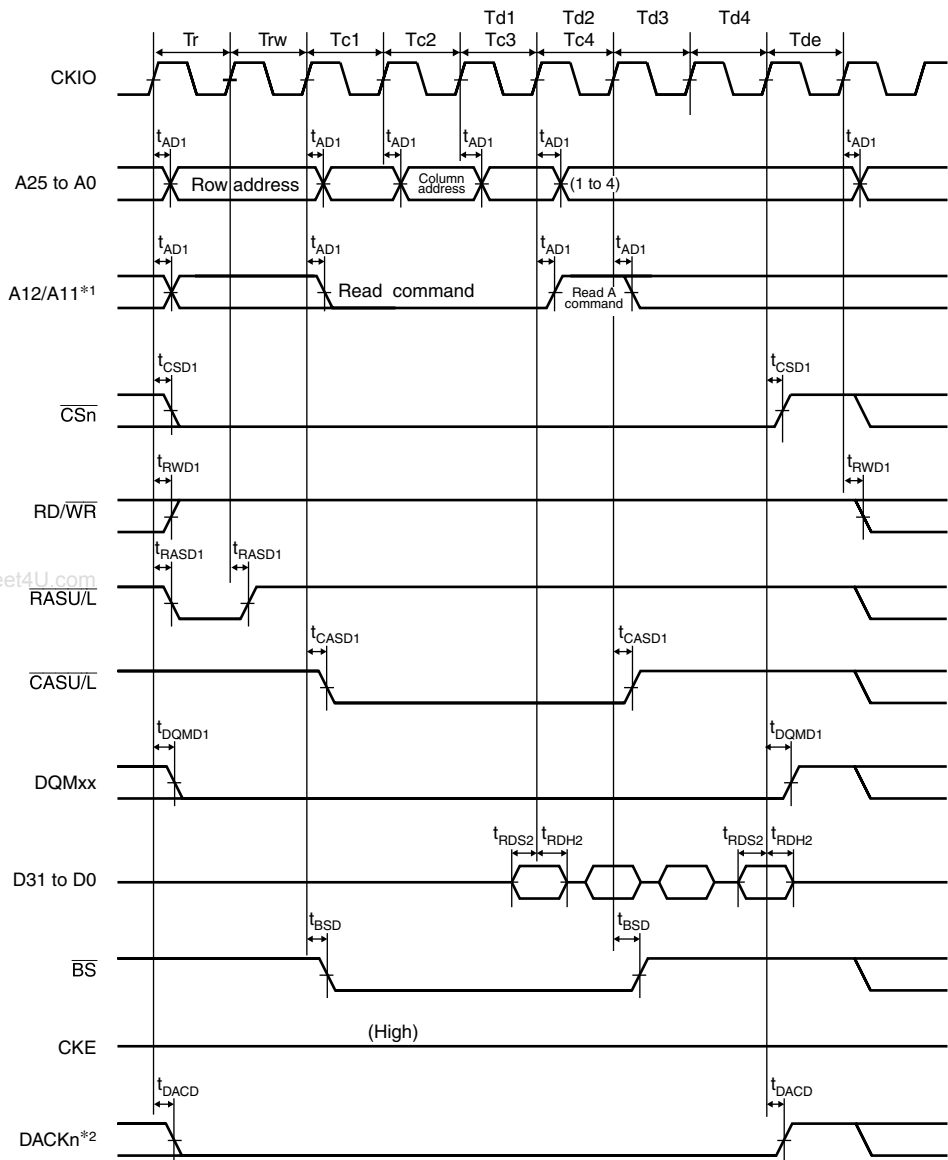 Td1 Td2 Td3 Td4
Tr Trw Tc1 Tc2 Tc3 Tc4 Tde
CKIO
tAD1 tAD1 tAD1 tAD1 tAD1 tAD1
A25 to A0
Row address
Column
address
(1 to 4)
tAD1 tAD1 tAD1 tAD1
A12/A11*1
Read command
Read A
command
tCSD1 tCSD1
CSn
tRWD1 tRWD1
RD/WR
tRASD1 tRASD1
eet4U.com
RASU/L
tCASD1 tCASD1
CASU/L
tDQMD1 tDQMD1
DQMxx
tRDS2 tRDH2 tRDS2 tRDH2
D31 to D0
tBSD tBSD
BS
(High)
CKE
tDACD tDACD
DACKn*2